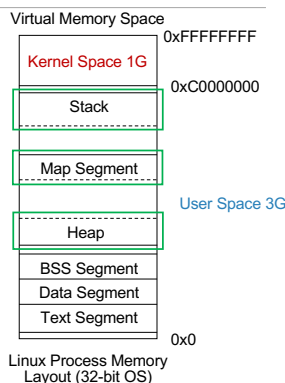 Virtual Memory Space
0xFFFFFFFF
Kernel Space 1G
0xC0000000
Stack
Map Segment
User Space 3G
Heap
BSS Segment
Data Segment
Text Segment
0x0
Linux Process Memory
Layout (32-bit OS)